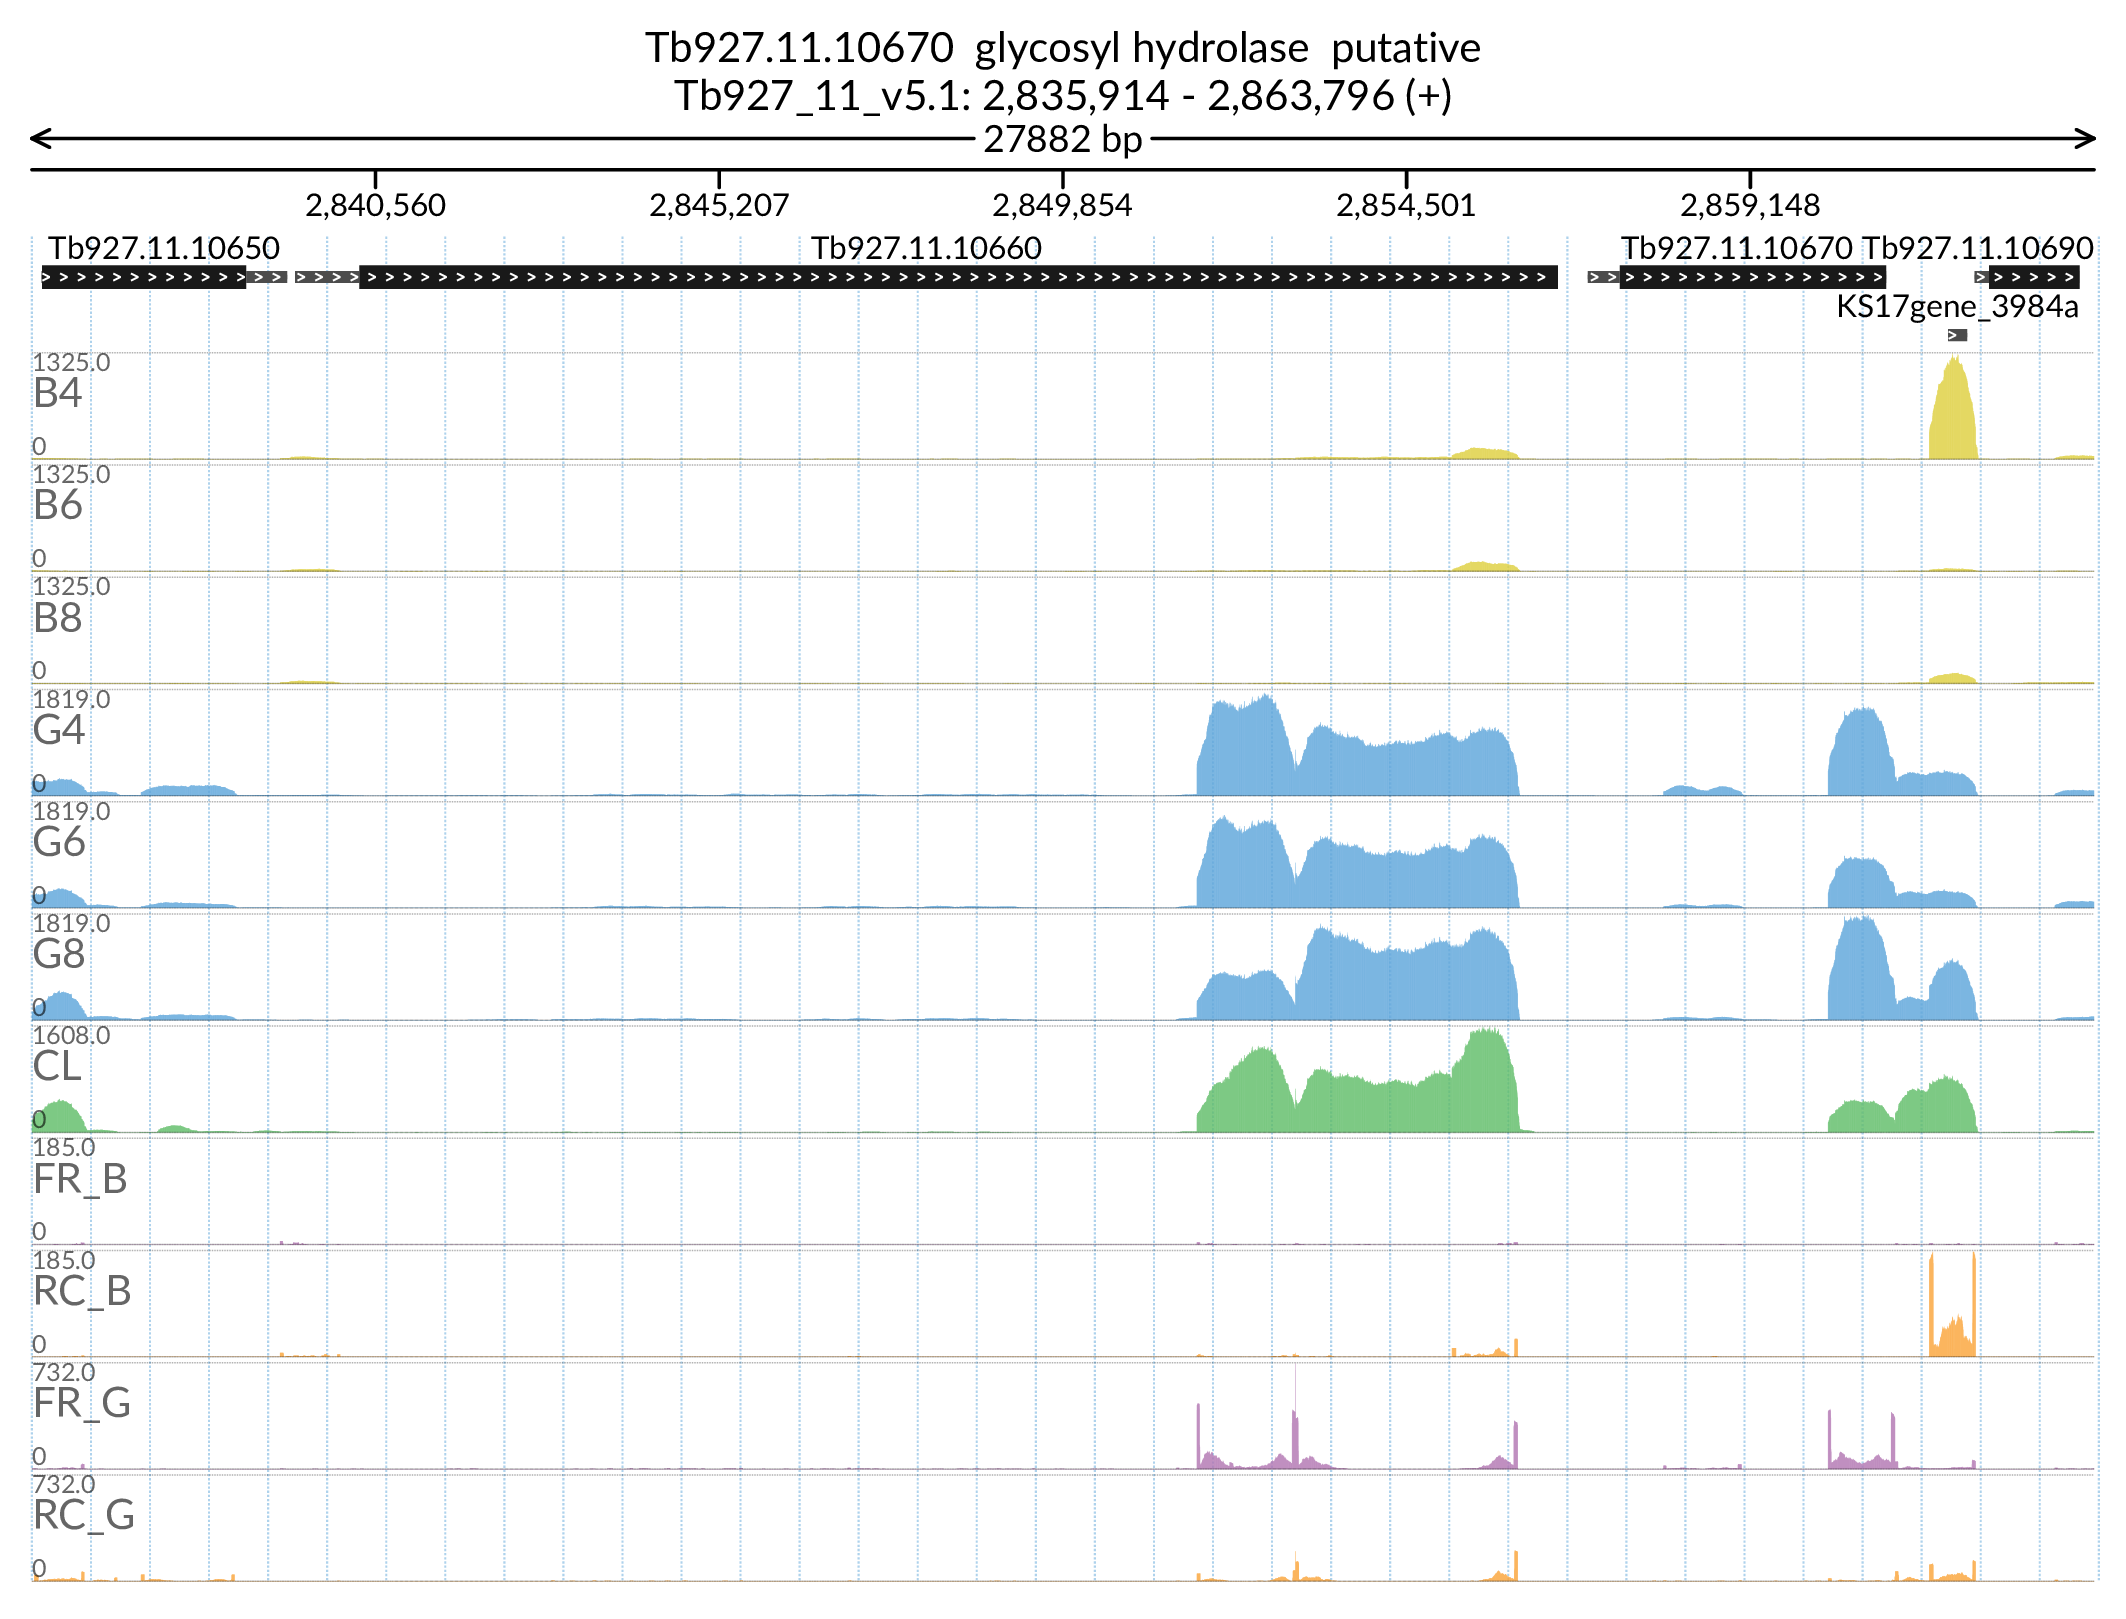 Tb927.11.10670 glycosyl hydrolase putative
Tb927_11_v5.1: 2,835,914 - 2,863,796 (+)
27882 bp
2,840,560 2,845,207 2,849,854 2,854,501 2,859,148
Tb927.11.10650 Tb927.11.10660 Tb927.11.10670 Tb927.11.10690
KS17gene_3984a
1325.0
B4
0
1325.0
B6
0
1325.0
B8
0
1819.0
G4
0
1819.0
G6
0
1819.0
G8
0
1608.0
CL
0
185.0
FR_B
0
185.0
RC_B
0
732.0
FR_G
0
732.0
RC_G
0